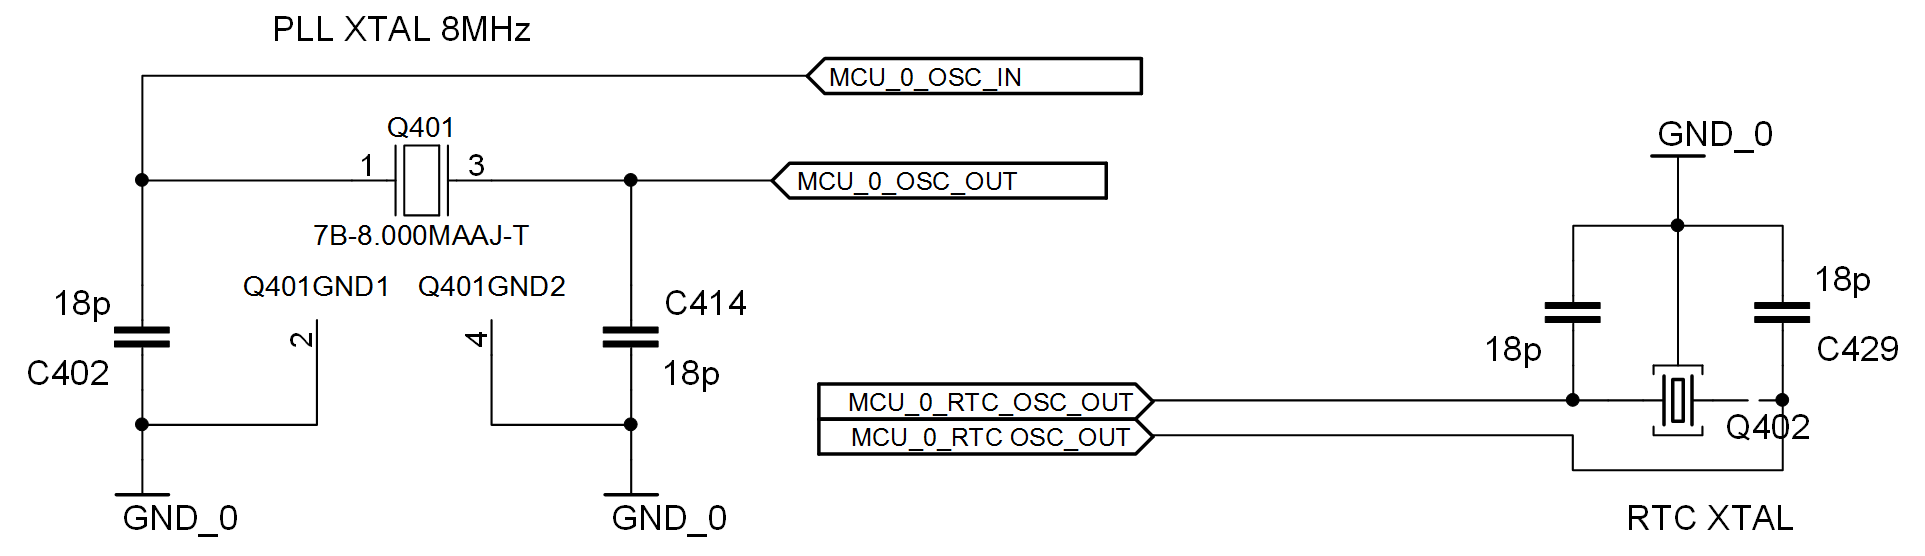 PLL XTAL 8MHz
MCU_0_OSC_IN
Q401
1
3
MCU_0_OSC_OUT
7B-8.000MAAJ-T
Q401GND1
Q401GND2
18p
C402
2
4
C414
18p
GND_0
GND_0
GND_0
18p
18p
C429
MCU_0_RTC_OSC_OUT
MCU_0_RTC OSC_OUT
Q402
RTC XTAL